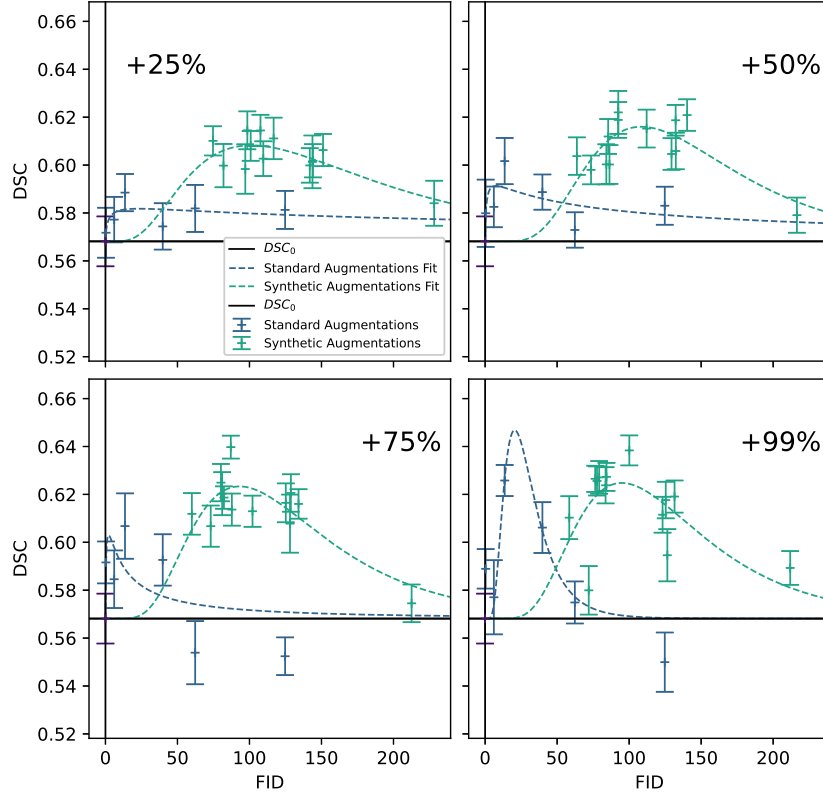 0.66
0.64
0.62
0.60
0.58
0.56
0.54
0.52
DSC
+25%
+50%
DSC₀
Standard Augmentations Fit
Synthetic Augmentations Fit
DSC₀
Standard Augmentations
Synthetic Augmentations
0.66
0.64
0.62
0.60
0.58
0.56
0.54
0.52
DSC
+75%
+99%
0 50 100 150 200
FID
0 50 100 150 200
FID